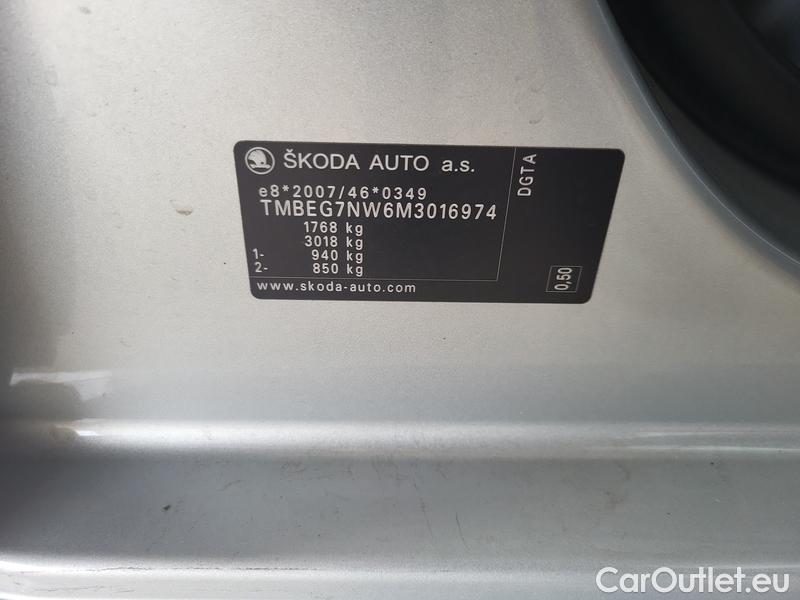 ŠKODA AUTO a.s.
e8*2007/46*0349
TMBEG7NW6M3016974
1768 kg
3018 kg
1- 940 kg
2- 850 kg
www.skoda-auto.com
DGTA
0,50
CarOutlet.eu